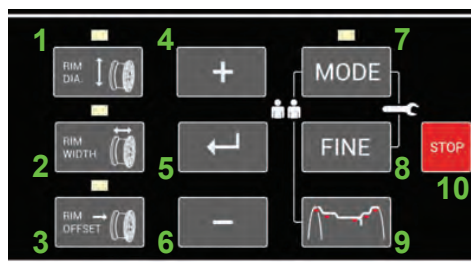 1
RIM
DIA.
4
+
7
MODE
2
RIM
WIDTH
5
8
FINE
STOP
10
3
RIM
OFFSET
6
-
9